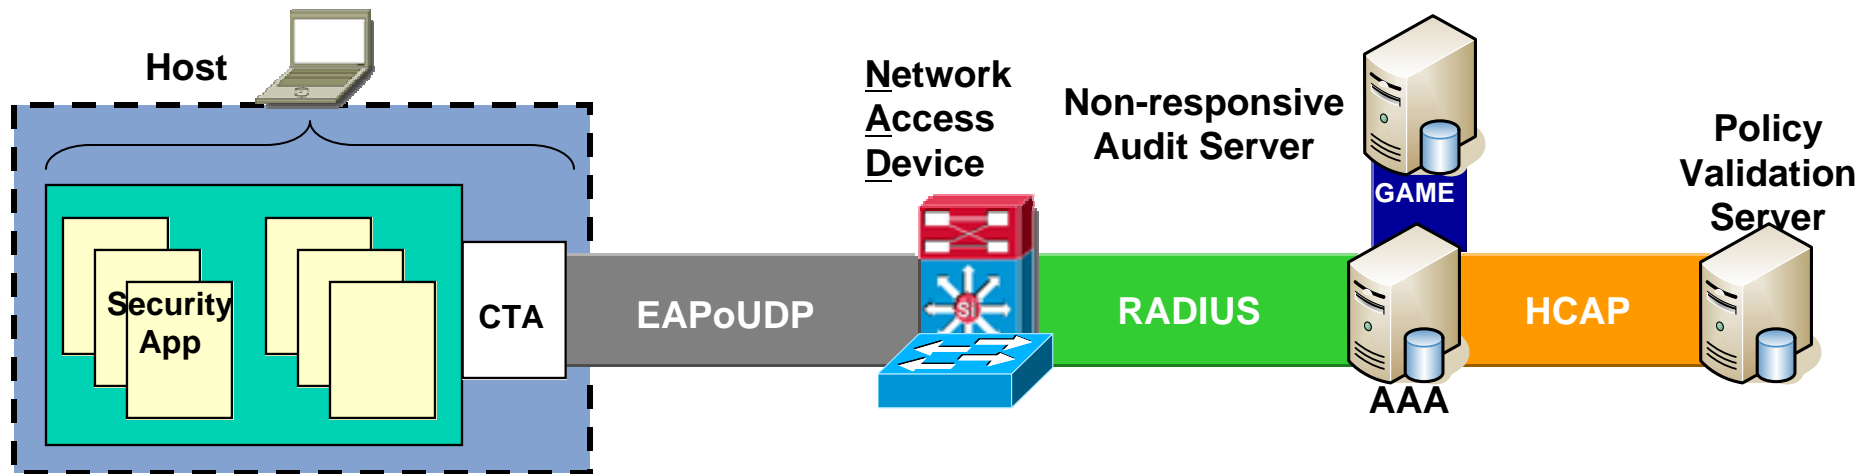 Host
Security
App
CTA
EAPoUDP
Network
Access
Device
Si
RADIUS
Non-responsive
Audit Server
GAME
AAA
HCAP
Policy
Validation
Server